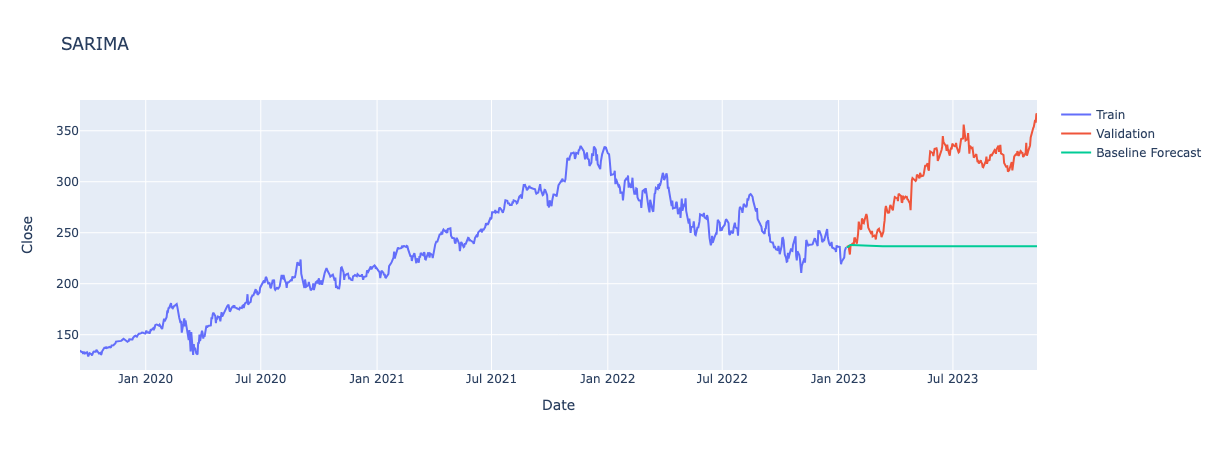 SARIMA
Train
Validation
Baseline Forecast
Close
350
300
250
200
150
Jan 2020
Jul 2020
Jan 2021
Jul 2021
Jan 2022
Jul 2022
Jan 2023
Jul 2023
Date